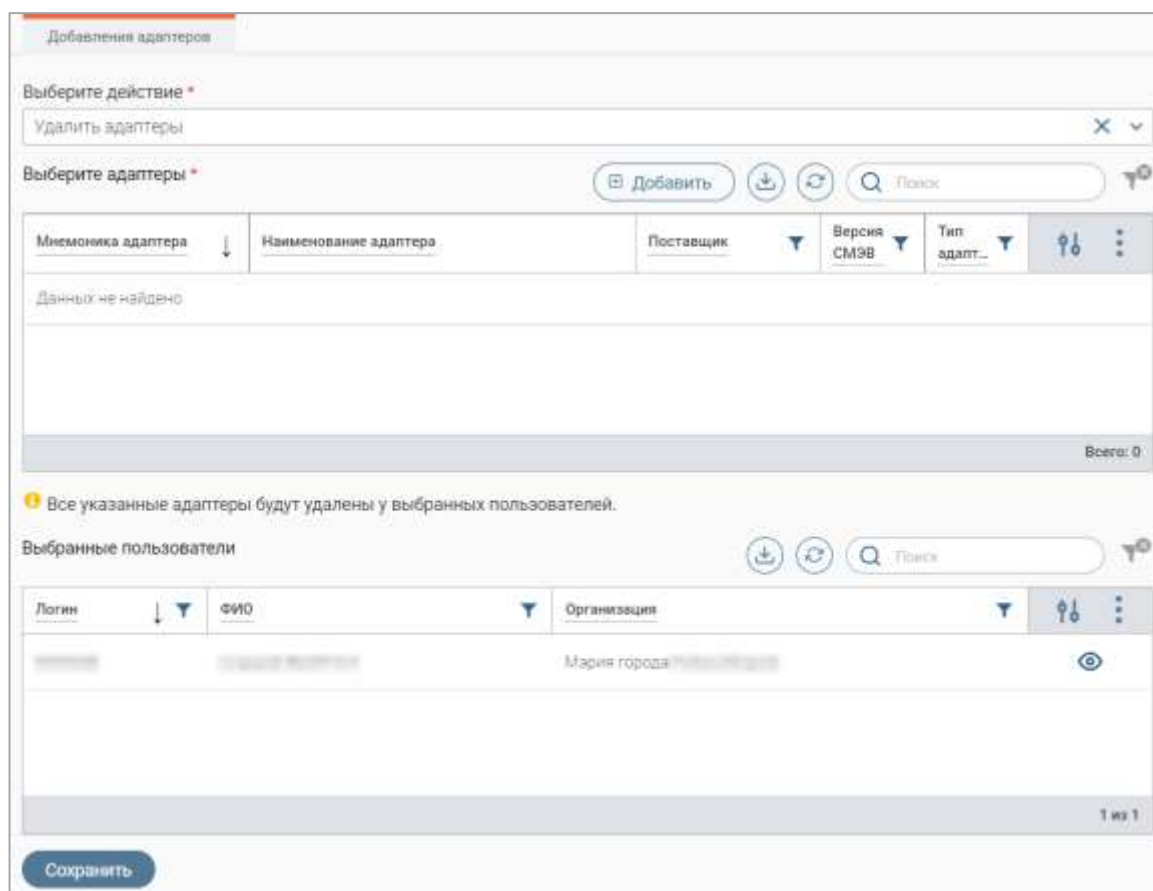 Добавления адаптеров
Выберите действие *
Удалить адаптеры
Выберите адаптеры *
Добавить
Поиск
Мнемоника адаптера
Наименование адаптера
Поставщик
Версия СМЭВ
Тип адапт...
Данных не найдено
Всего: 0
Все указанные адаптеры будут удалены у выбранных пользователей.
Выбранные пользователи
Поиск
Логин
ФИО
Организация
Мэрия города
1 из 1
Сохранить